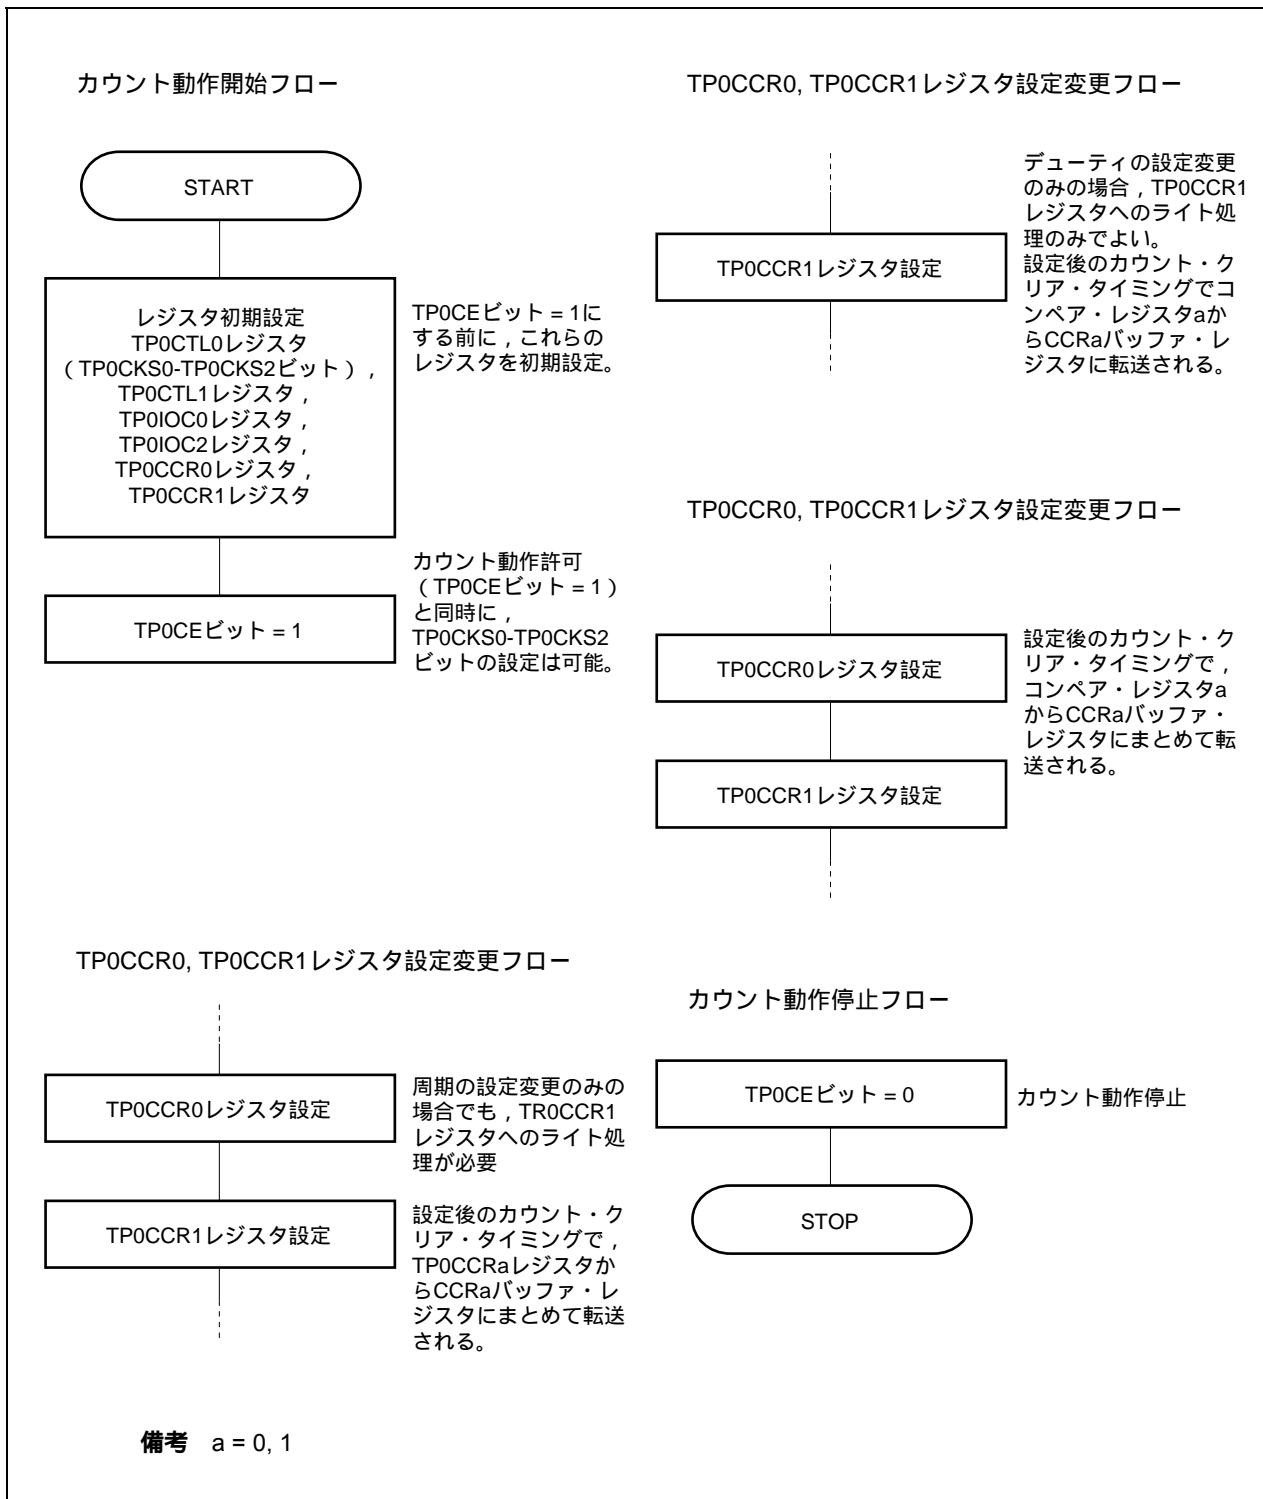 カウント動作開始フロー
START
レジスタ初期設定
TP0CTL0レジスタ
（TP0CKS0-TP0CKS2ビット），
TP0CTL1レジスタ，
TP0IOC0レジスタ，
TP0IOC2レジスタ，
TP0CCR0レジスタ，
TP0CCR1レジスタ
TP0CEビット = 1に
する前に，これらの
レジスタを初期設定。
TP0CEビット = 1
カウント動作許可
（TP0CEビット = 1）
と同時に，
TP0CKS0-TP0CKS2
ビットの設定は可能。
TP0CCR0, TP0CCR1レジスタ設定変更フロー
TP0CCR0レジスタ設定
周期の設定変更のみの
場合でも，TR0CCR1
レジスタへのライト処
理が必要
TP0CCR1レジスタ設定
設定後のカウント・ク
リア・タイミングで，
TP0CCRaレジスタか
らCCRaバッファ・レ
ジスタにまとめて転送
される。
TP0CCR0, TP0CCR1レジスタ設定変更フロー
TP0CCR1レジスタ設定
デューティの設定変更
のみの場合，TP0CCR1
レジスタへのライト処
理のみでよい。
設定後のカウント・ク
リア・タイミングでコ
ンペア・レジスタaか
らCCRaバッファ・レ
ジスタに転送される。
TP0CCR0, TP0CCR1レジスタ設定変更フロー
TP0CCR0レジスタ設定
設定後のカウント・ク
リア・タイミングで，
コンペア・レジスタa
からCCRaバッファ・
レジスタにまとめて転
送される。
TP0CCR1レジスタ設定
カウント動作停止フロー
TP0CEビット = 0
カウント動作停止
STOP
備考 a = 0, 1